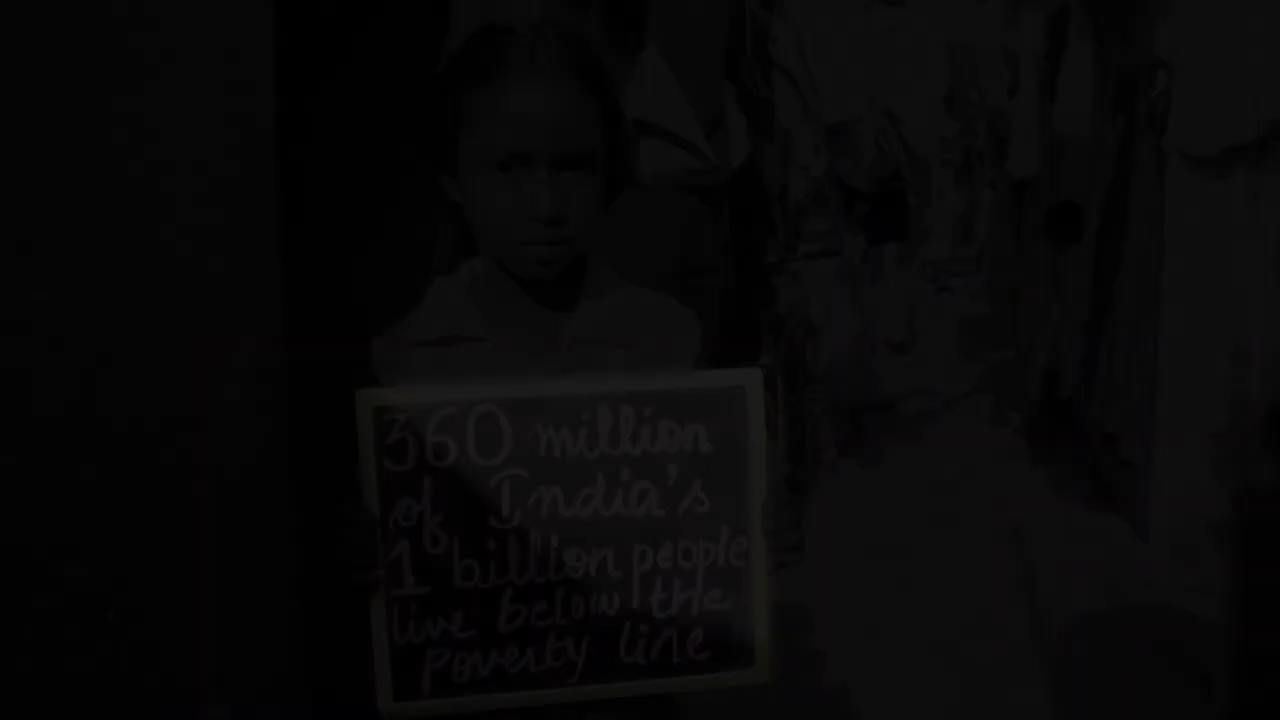 360 million
of India's
1 billion people
live below the
poverty line